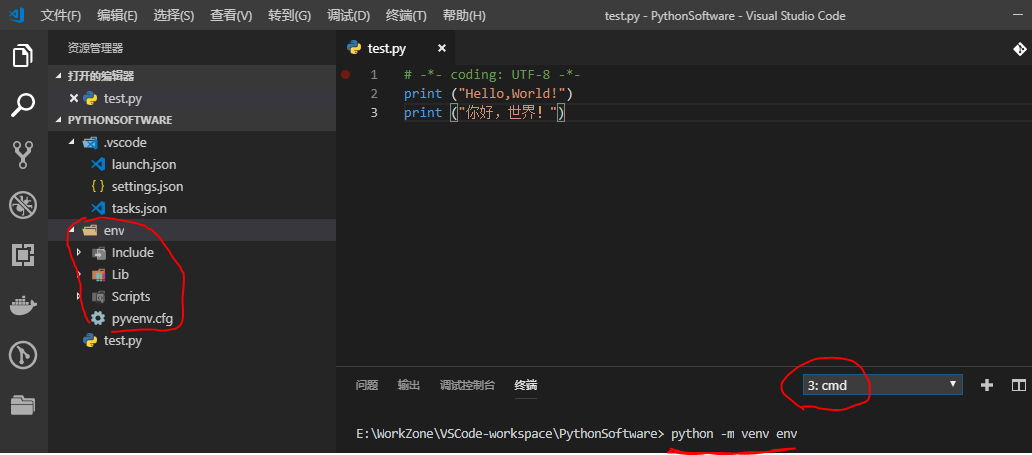 文件(F) 编辑(E) 选择(S) 查看(V) 转到(G) 调试(D) 终端(T) 帮助(H) test.py - PythonSoftware - Visual Studio Code
资源管理器
打开的编辑器
test.py
PYTHONSOFTWARE
.vscode
launch.json
{ } settings.json
tasks.json
env
Include
Lib
Scripts
pyvenv.cfg
test.py
test.py
1 # -*- coding: UTF-8 -*-
2 print ("Hello,World!")
3 print ("你好，世界！")
问题 输出 调试控制台 终端 3: cmd
E:\WorkZone\VSCode-workspace\PythonSoftware> python -m venv env